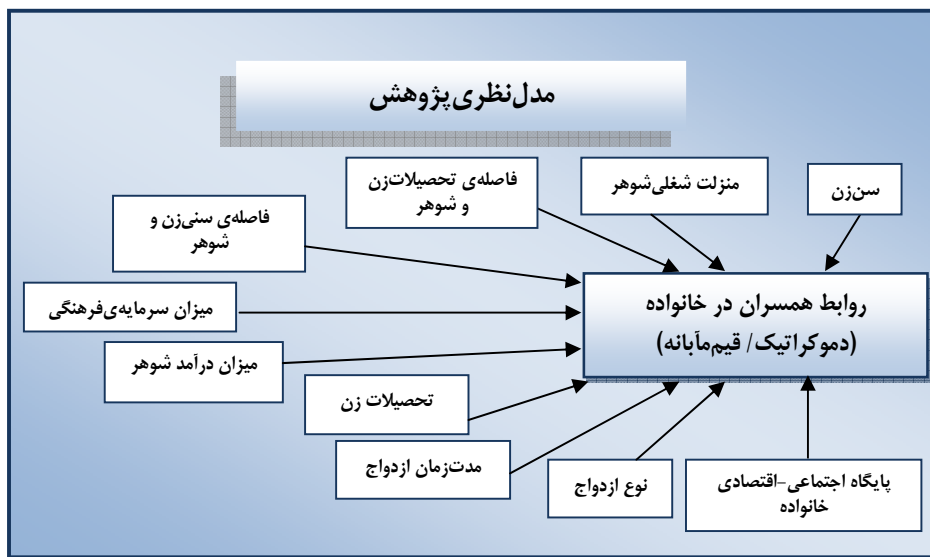 مدل‌نظری‌پژوهش
سن‌زن
منزلت شغلی‌شوهر
فاصله‌ی تحصیلات‌زن
و شوهر
فاصله‌ی سنی‌زن و
شوهر
میزان سرمایه‌ی‌فرهنگی
میزان درآمد شوهر
تحصیلات زن
مدت‌زمان ازدواج
نوع ازدواج
پایگاه اجتماعی-اقتصادی
خانواده
روابط همسران در خانواده
(دموکراتیک/ قیم‌مآبانه)